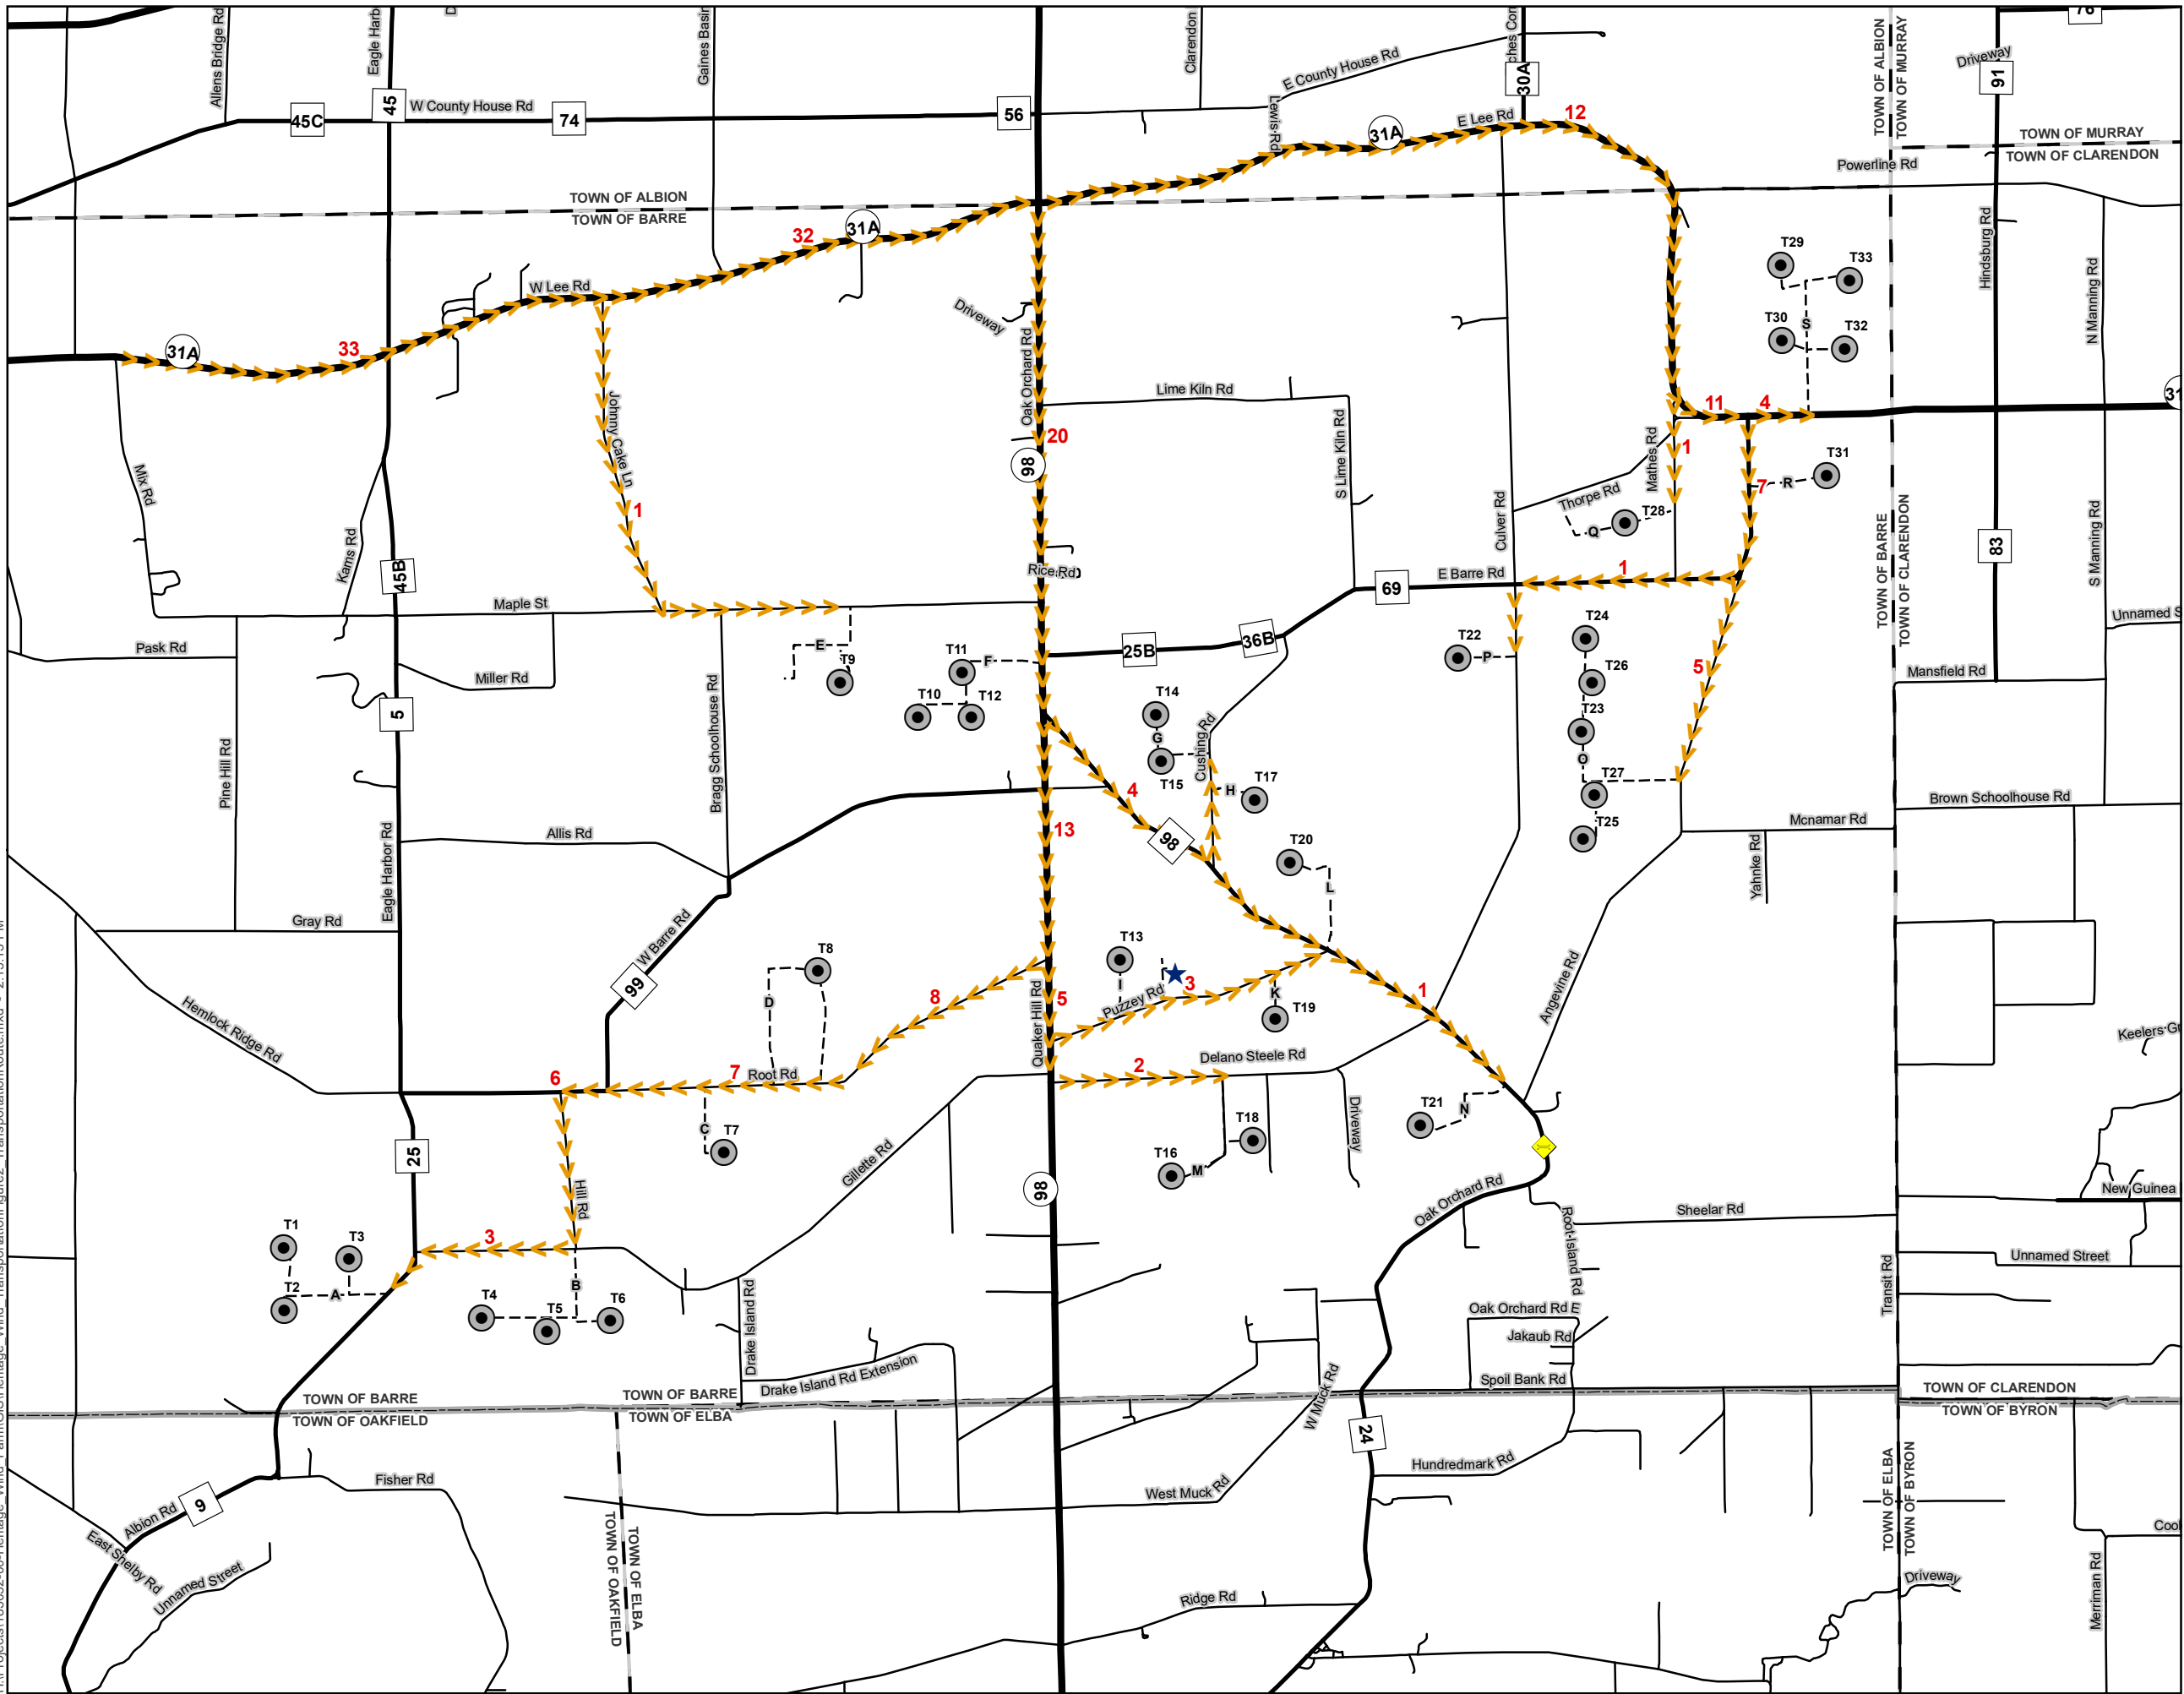 Allens Bridge Rd
Eagle Harb
Gaines Basin
Clarendon
ches Cor
30A
E County House Rd
76
Driveway
91
TOWN OF ALBION
TOWN OF MURRAY
45C
45
W County House Rd
74
56
Lewis Rd
31A
E Lee Rd
12
TOWN OF MURRAY
TOWN OF CLARENDON
Powerline Rd
TOWN OF ALBION
TOWN OF BARRE
32
31A
Hindsburg Rd
N Manning Rd
T29
T33
S
T30
T32
W Lee Rd
Driveway
Oak Orchard Rd
31A
33
Johnny Cake Ln
Lime Kiln Rd
S Lime Kiln Rd
31
11
4
20
98
Mathes Rd
1
T31
R
7
Mix Rd
1
Culver Rd
Thorpe Rd
T28
Q
TOWN OF BARRE
TOWN OF CLARENDON
83
S Manning Rd
Kams Rd
45B
Rice Rd
69
E Barre Rd
1
Maple St
Unnamed S
Pask Rd
E
T9
T11
F
T10
T12
25B
36B
T22
P
T24
T26
5
Mansfield Rd
Miller Rd
5
Bragg Schoolhouse Rd
T14
G
T15
Cushing Rd
H
T17
T23
O
T27
T25
Pine Hill Rd
4
Brown Schoolhouse Rd
Allis Rd
13
98
Mcnamar Rd
Yahnke Rd
Eagle Harbor Rd
T20
L
Gray Rd
W Barre Rd
99
T8
D
T13
Puzzey Rd
3
K
T19
1
Angevine Rd
8
Quaker Hill Rd
5
Hemlock Ridge Rd
Keelers Gr
Delano Steele Rd
2
6
7
Root Rd
Driveway
C
T7
T18
T16
M
T21
N
25
Gillette Rd
98
Hill Rd
Oak Orchard Rd
New Guinea
Root Island Rd
Sheelar Rd
T1
T3
3
Unnamed Street
T2
A
B
T4
T5
T6
Drake Island Rd
Transit Rd
Oak Orchard Rd E
Jakaub Rd
Drake Island Rd Extension
Spoil Bank Rd
TOWN OF BARRE
TOWN OF OAKFIELD
TOWN OF BARRE
TOWN OF ELBA
TOWN OF CLARENDON
TOWN OF BYRON
W Muck Rd
24
Fisher Rd
Hundredmark Rd
TOWN OF ELBA
TOWN OF BYRON
9
Albion Rd
West Muck Rd
East Shelby Rd
TOWN OF OAKFIELD
TOWN OF ELBA
Unnamed Street
Cool
Driveway
Ridge Rd
Merriman Rd